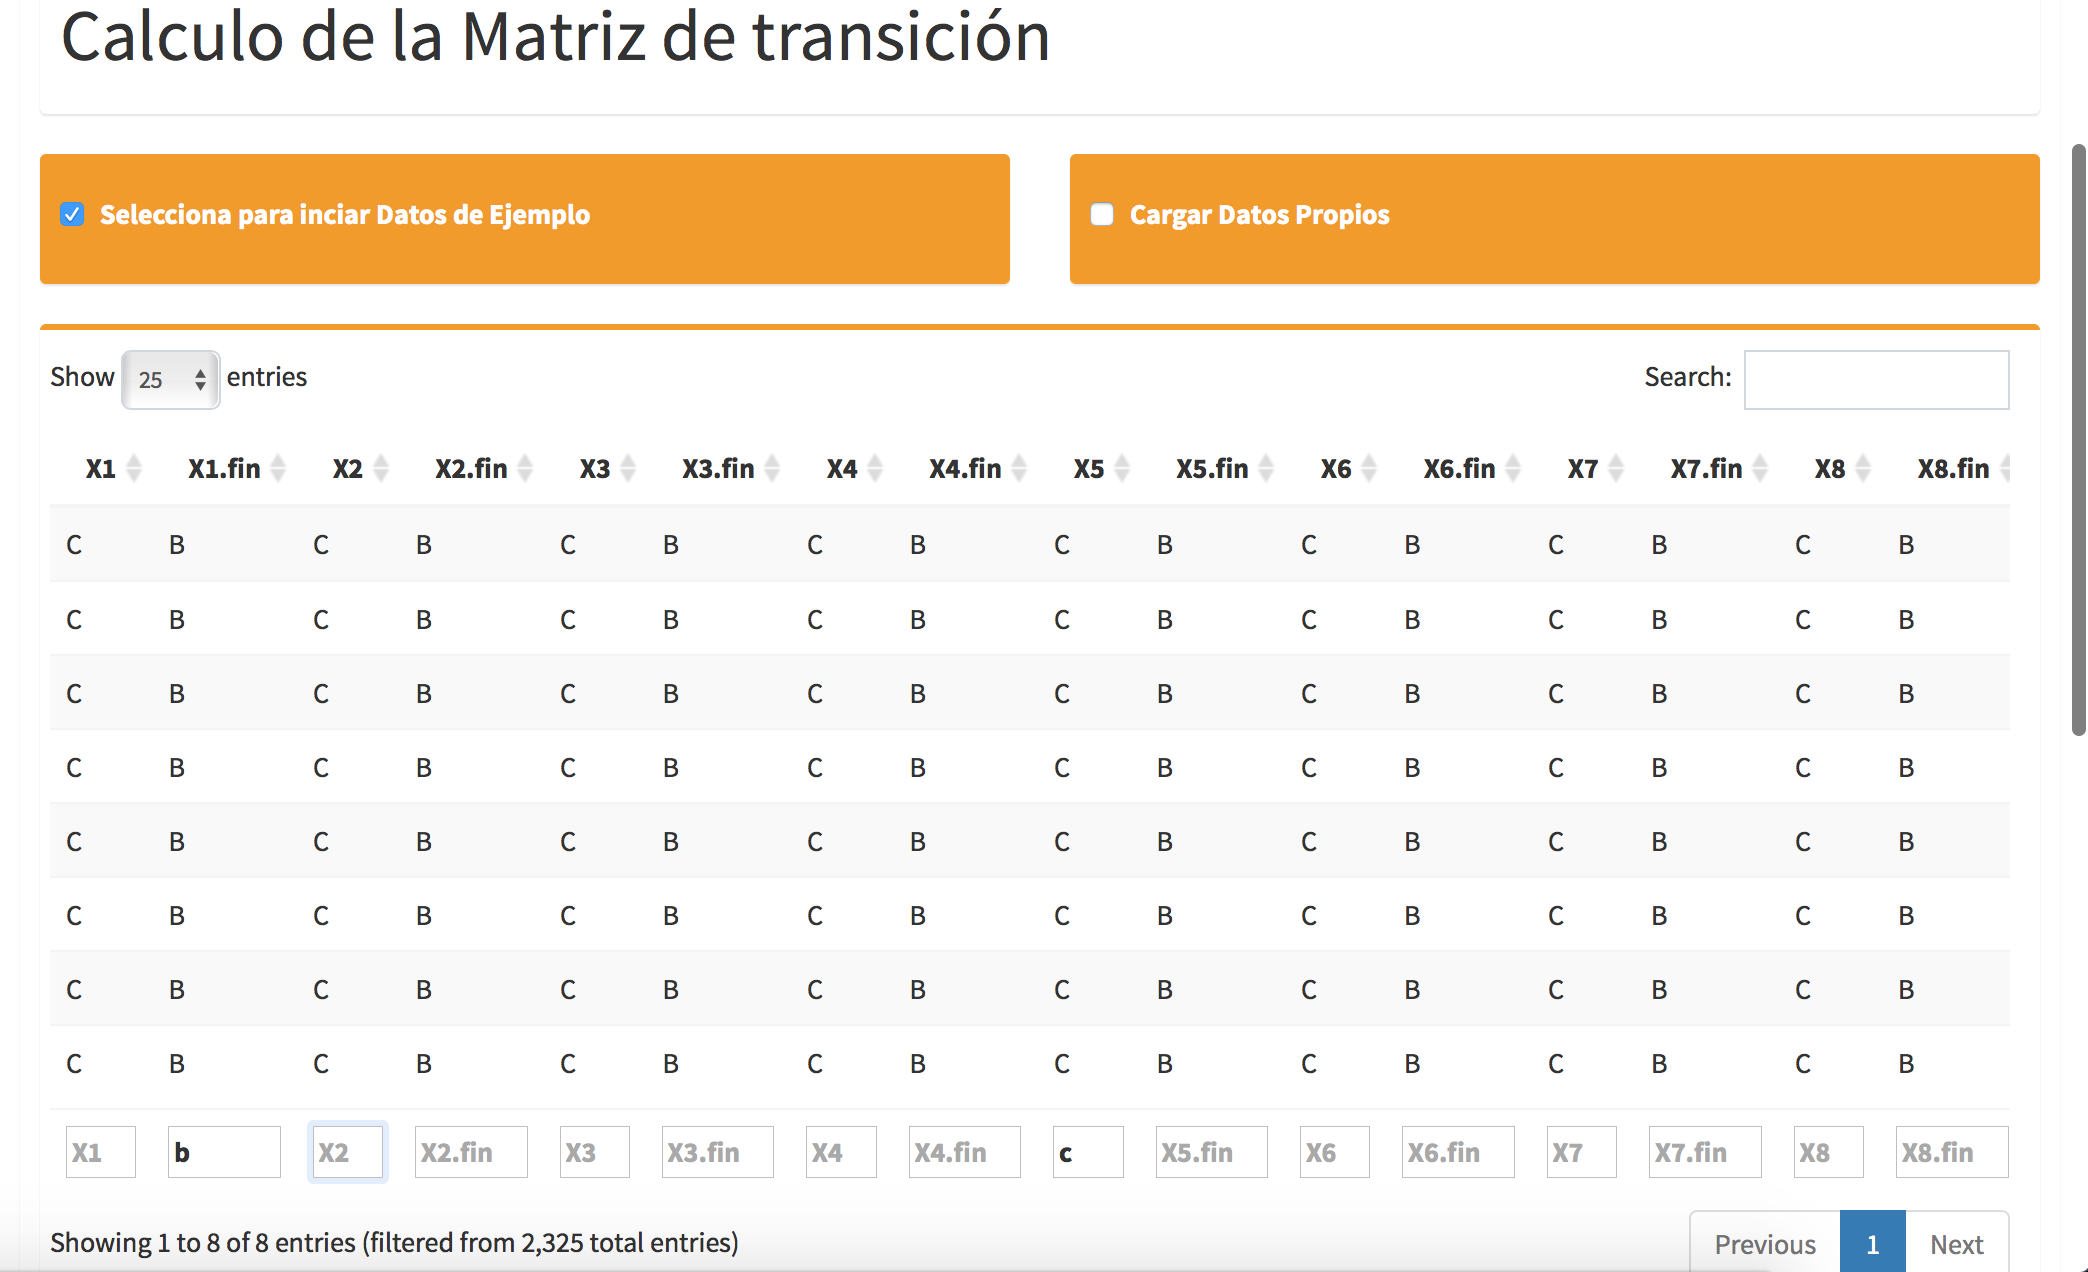 Calculo de la Matriz de transición
Selecciona para inciar Datos de Ejemplo
Cargar Datos Propios
Show 25 entries
Search:
X1 X1.fin X2 X2.fin X3 X3.fin X4 X4.fin X5 X5.fin X6 X6.fin X7 X7.fin X8 X8.fin
C B C B C B C B C B C B C B C B
C B C B C B C B C B C B C B C B
C B C B C B C B C B C B C B C B
C B C B C B C B C B C B C B C B
C B C B C B C B C B C B C B C B
C B C B C B C B C B C B C B C B
C B C B C B C B C B C B C B C B
C B C B C B C B C B C B C B C B
X1 b X2 X2.fin X3 X3.fin X4 X4.fin c X5.fin X6 X6.fin X7 X7.fin X8 X8.fin
Showing 1 to 8 of 8 entries (filtered from 2,325 total entries)
Previous 1 Next